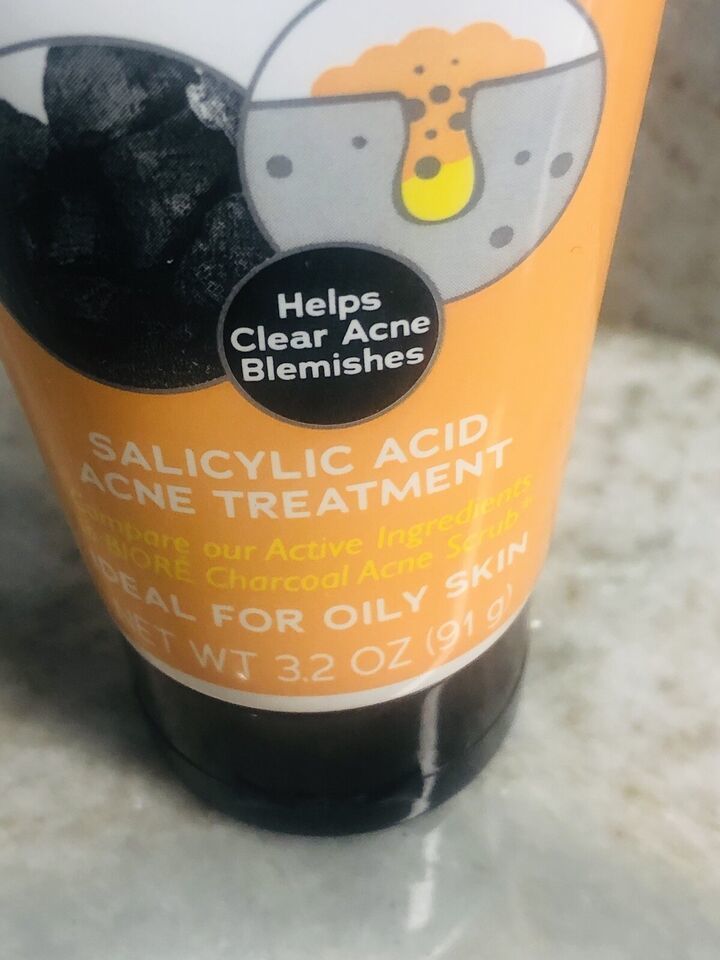 Helps
Clear Acne
Blemishes
SALICYLIC ACID
ACNE TREATMENT
Compare our Active Ingredients
to BIORÉ Charcoal Acne Scrub*
IDEAL FOR OILY SKIN
NET WT 3.2 OZ (91 g)